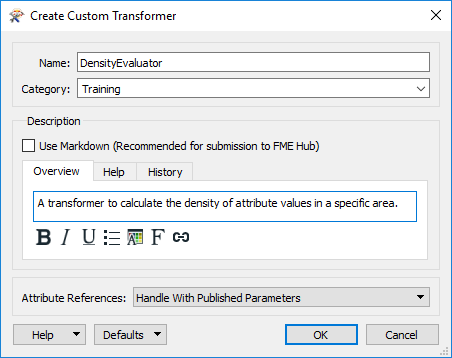 Create Custom Transformer
Name: DensityEvaluator
Category: Training
Description
Use Markdown (Recommended for submission to FME Hub)
Overview Help History
A transformer to calculate the density of attribute values in a specific area.
B I U A F
Attribute References: Handle With Published Parameters
Help Defaults OK Cancel